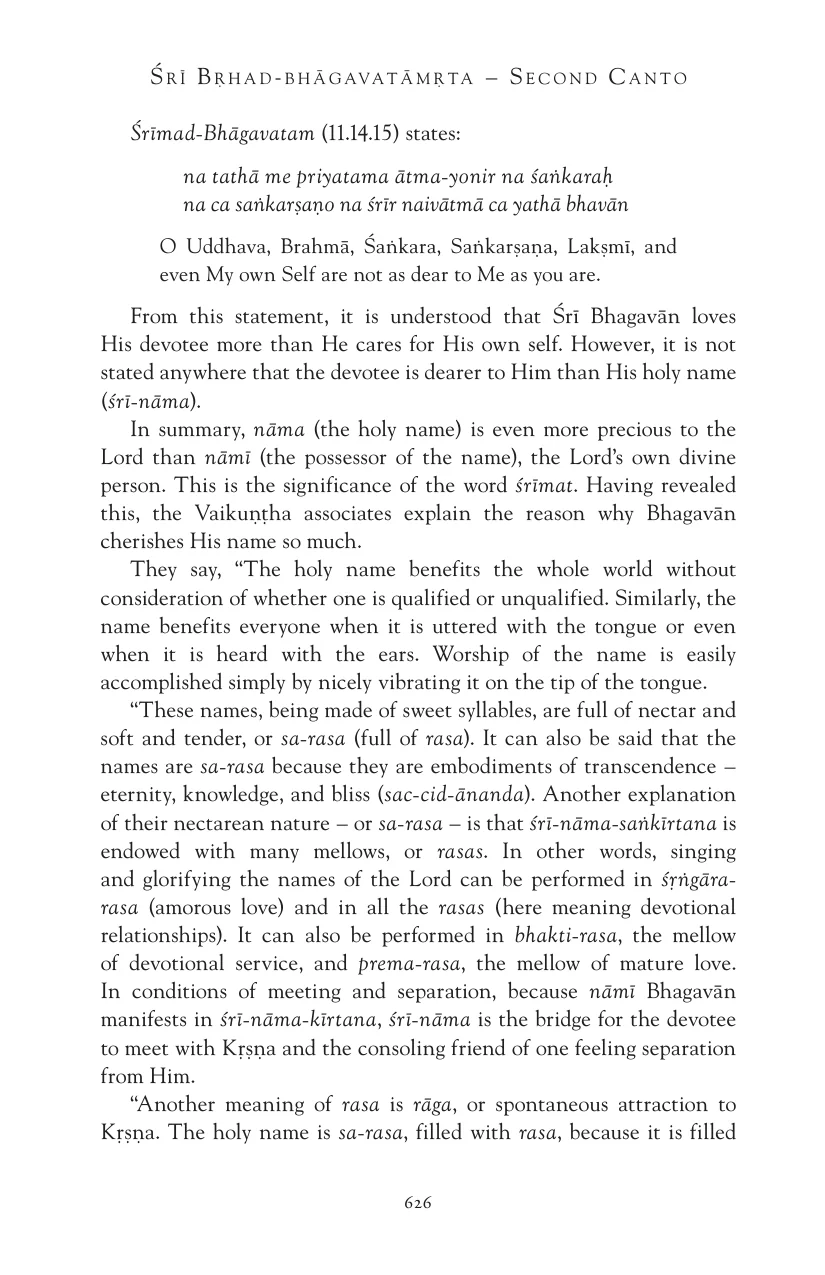 Śrī Bṛhad-bhāgavatāmṛta – Second Canto
Śrīmad-Bhāgavatam (11.14.15) states:
na tathā me priyatama ātma-yonir na śaṅkaraḥ
na ca saṅkarṣaṇo na śrīr naivātmā ca yathā bhavān
O Uddhava, Brahmā, Śaṅkara, Saṅkarṣaṇa, Lakṣmī, and
even My own Self are not as dear to Me as you are.
From this statement, it is understood that Śrī Bhagavān loves
His devotee more than He cares for His own self. However, it is not
stated anywhere that the devotee is dearer to Him than His holy name
(śrī-nāma).
In summary, nāma (the holy name) is even more precious to the
Lord than nāmī (the possessor of the name), the Lord’s own divine
person. This is the significance of the word śrīmat. Having revealed
this, the Vaikuṇṭha associates explain the reason why Bhagavān
cherishes His name so much.
They say, “The holy name benefits the whole world without
consideration of whether one is qualified or unqualified. Similarly, the
name benefits everyone when it is uttered with the tongue or even
when it is heard with the ears. Worship of the name is easily
accomplished simply by nicely vibrating it on the tip of the tongue.
“These names, being made of sweet syllables, are full of nectar and
soft and tender, or sa-rasa (full of rasa). It can also be said that the
names are sa-rasa because they are embodiments of transcendence –
eternity, knowledge, and bliss (sac-cid-ānanda). Another explanation
of their nectarean nature – or sa-rasa – is that śrī-nāma-saṅkīrtana is
endowed with many mellows, or rasas. In other words, singing
and glorifying the names of the Lord can be performed in śṛṅgāra-
rasa (amorous love) and in all the rasas (here meaning devotional
relationships). It can also be performed in bhakti-rasa, the mellow
of devotional service, and prema-rasa, the mellow of mature love.
In conditions of meeting and separation, because nāmī Bhagavān
manifests in śrī-nāma-kīrtana, śrī-nāma is the bridge for the devotee
to meet with Kṛṣṇa and the consoling friend of one feeling separation
from Him.
“Another meaning of rasa is rāga, or spontaneous attraction to
Kṛṣṇa. The holy name is sa-rasa, filled with rasa, because it is filled
626